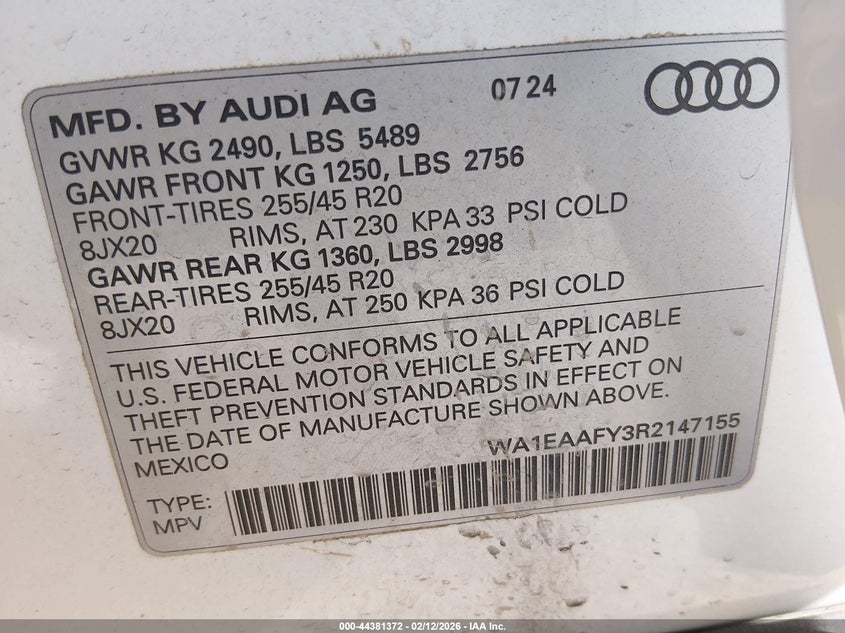 MFD. BY AUDI AG 07 24
GVWR KG 2490, LBS 5489
GAWR FRONT KG 1250, LBS 2756
FRONT-TIRES 255/45 R20
8JX20 RIMS, AT 230 KPA 33 PSI COLD
GAWR REAR KG 1360, LBS 2998
REAR-TIRES 255/45 R20
8JX20 RIMS, AT 250 KPA 36 PSI COLD
THIS VEHICLE CONFORMS TO ALL APPLICABLE
U.S. FEDERAL MOTOR VEHICLE SAFETY AND
THEFT PREVENTION STANDARDS IN EFFECT ON
THE DATE OF MANUFACTURE SHOWN ABOVE.
MEXICO WA1EAAFY3R2147155
TYPE:
MPV
000-44381372 - 02/12/2026 - IAA Inc.